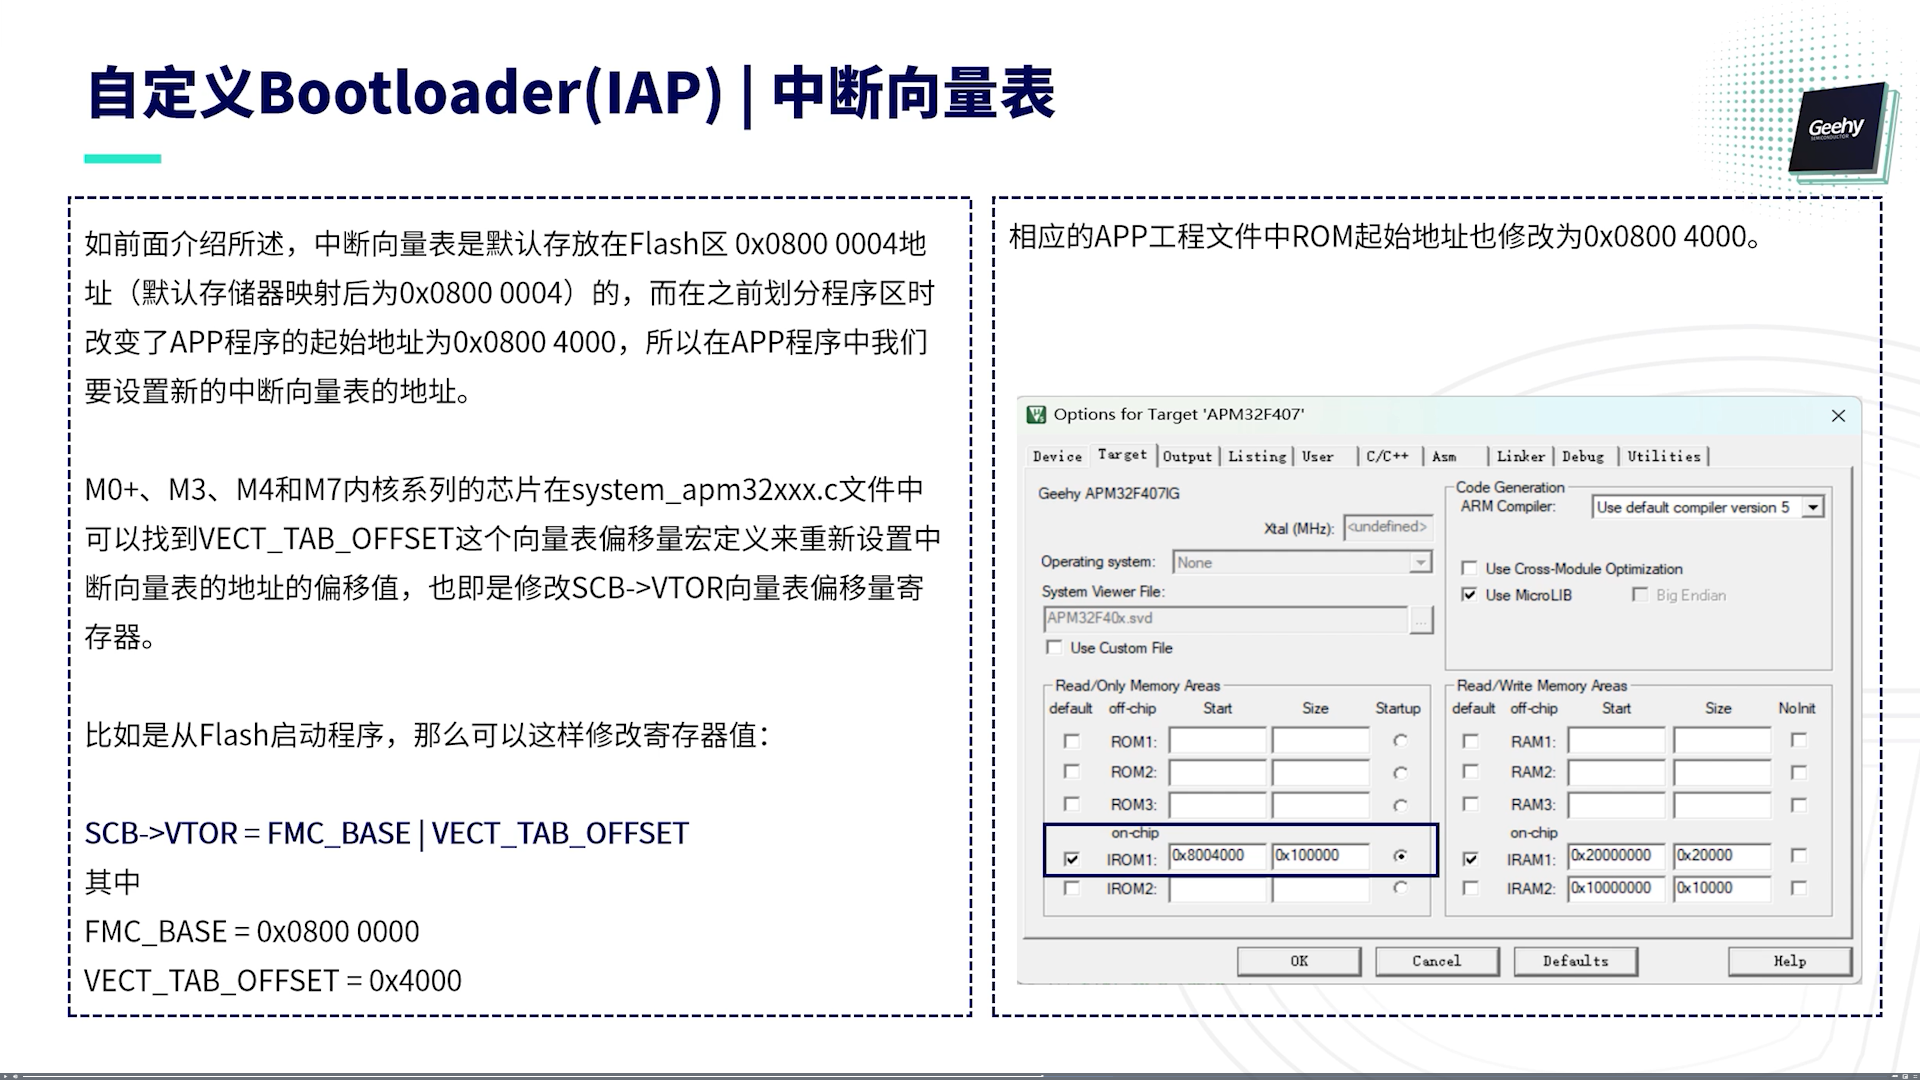 自定义Bootloader(IAP) | 中断向量表
Geehy
SEMICONDUCTOR
如前面介绍所述，中断向量表是默认存放在Flash区 0x0800 0004地
址（默认存储器映射后为0x0800 0004）的，而在之前划分程序区时
改变了APP程序的起始地址为0x0800 4000，所以在APP程序中我们
要设置新的中断向量表的地址。
M0+、M3、M4和M7内核系列的芯片在system_apm32xxx.c文件中
可以找到VECT_TAB_OFFSET这个向量表偏移量宏定义来重新设置中
断向量表的地址的偏移值，也即是修改SCB->VTOR向量表偏移量寄
存器。
比如是从Flash启动程序，那么可以这样修改寄存器值：
SCB->VTOR = FMC_BASE | VECT_TAB_OFFSET
其中
FMC_BASE = 0x0800 0000
VECT_TAB_OFFSET = 0x4000
相应的APP工程文件中ROM起始地址也修改为0x0800 4000。
Options for Target 'APM32F407'
Device Target Output Listing User C/C++ Asm Linker Debug Utilities
Geehy APM32F407IG
Xtal (MHz): <undefined>
Operating system: None
System Viewer File:
APM32F40x.svd ...
Use Custom File
Code Generation
ARM Compiler: Use default compiler version 5
Use Cross-Module Optimization
Use MicroLIB Big Endian
Read/Only Memory Areas
default off-chip Start Size Startup
ROM1:
ROM2:
ROM3:
on-chip
IROM1: 0x8004000 0x100000
IROM2:
Read/Write Memory Areas
default off-chip Start Size NoInit
RAM1:
RAM2:
RAM3:
on-chip
IRAM1: 0x20000000 0x20000
IRAM2: 0x10000000 0x10000
OK Cancel Defaults Help